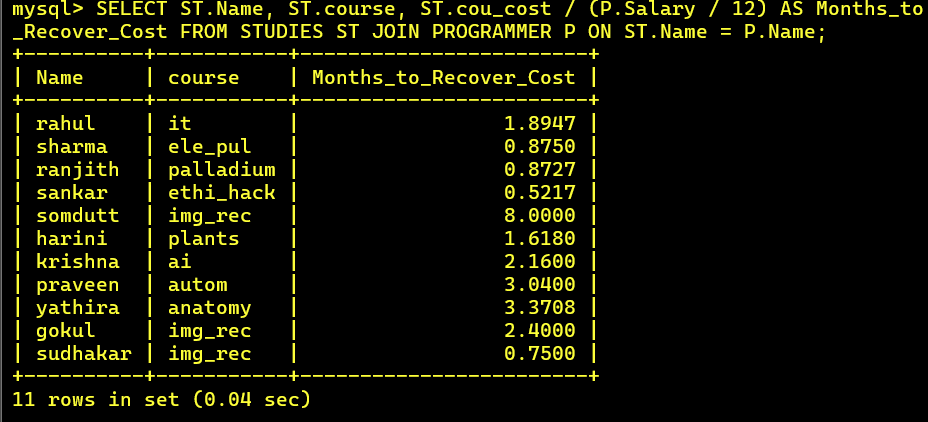 mysql> SELECT ST.Name, ST.course, ST.cou_cost / (P.Salary / 12) AS Months_to
_Recover_Cost FROM STUDIES ST JOIN PROGRAMMER P ON ST.Name = P.Name;
+----------+-----------+------------------------+
| Name     | course    | Months_to_Recover_Cost |
+----------+-----------+------------------------+
| rahul    | it        |                 1.8947 |
| sharma   | ele_pul   |                 0.8750 |
| ranjith  | palladium |                 0.8727 |
| sankar   | ethi_hack |                 0.5217 |
| somdutt  | img_rec   |                 8.0000 |
| harini   | plants    |                 1.6180 |
| krishna  | ai        |                 2.1600 |
| praveen  | autom     |                 3.0400 |
| yathira  | anatomy   |                 3.3708 |
| gokul    | img_rec   |                 2.4000 |
| sudhakar | img_rec   |                 0.7500 |
+----------+-----------+------------------------+
11 rows in set (0.04 sec)